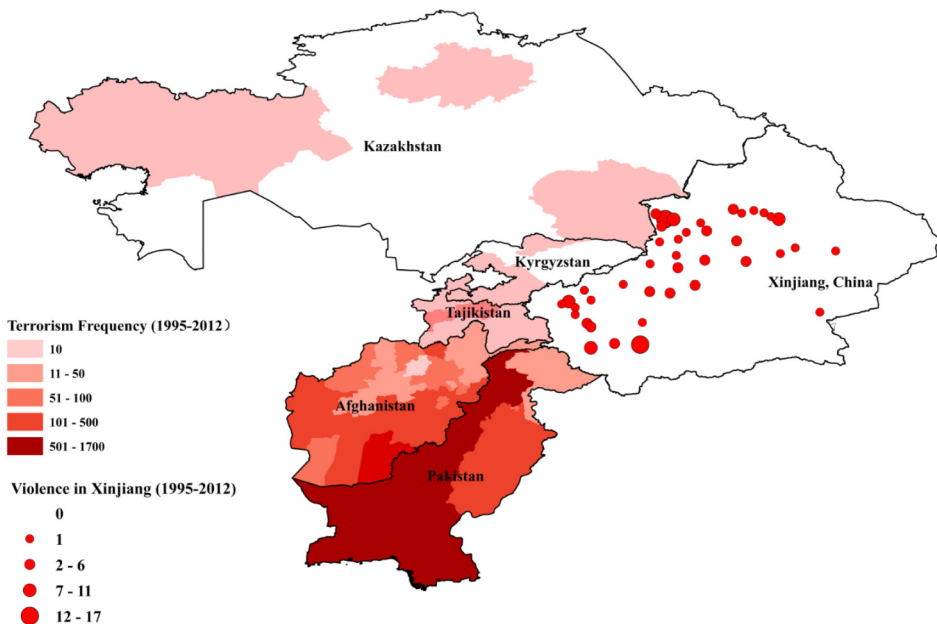 Kazakhstan
Kyrgyzstan
Xinjiang, China
Tajikistan
Terrorism Frequency (1995-2012）
10
11 - 50
51 - 100
101 - 500
501 - 1700
Afghanistan
Pakistan
Violence in Xinjiang (1995-2012)
0
1
2 - 6
7 - 11
12 - 17